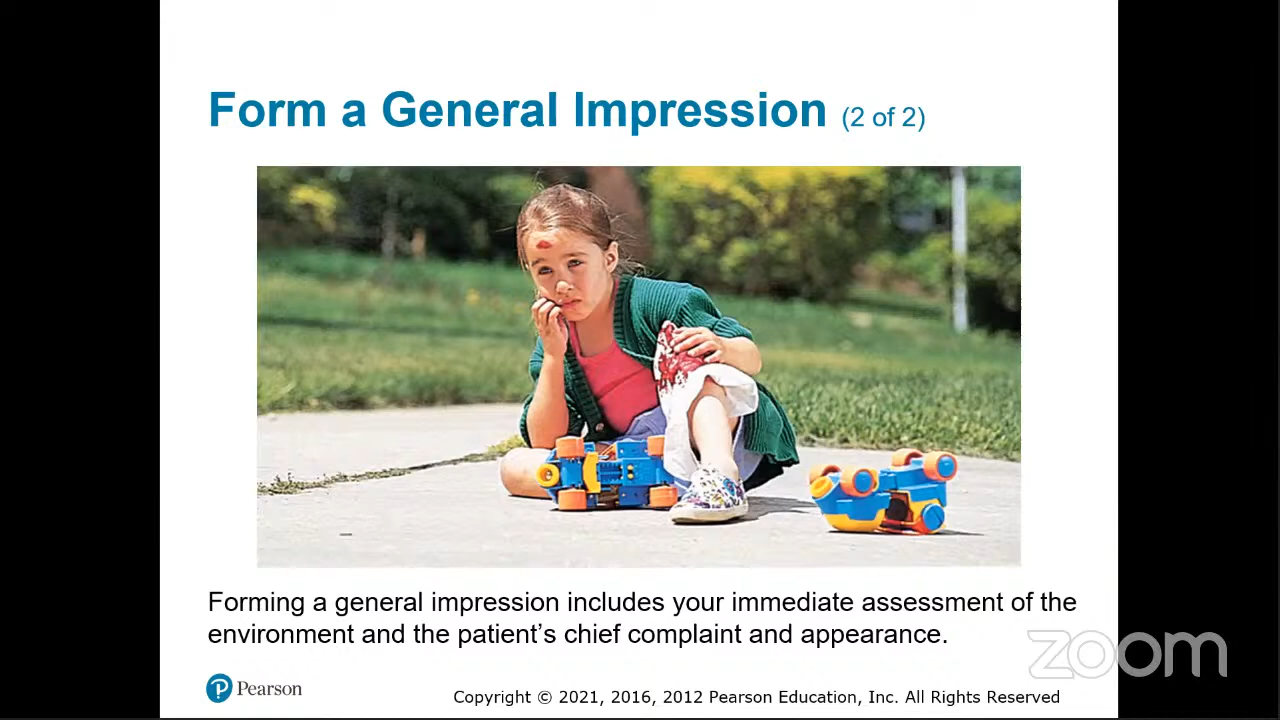 Form a General Impression (2 of 2)
Forming a general impression includes your immediate assessment of the
environment and the patient's chief complaint and appearance.
zoom
Pearson
Copyright © 2021, 2016, 2012 Pearson Education, Inc. All Rights Reserved